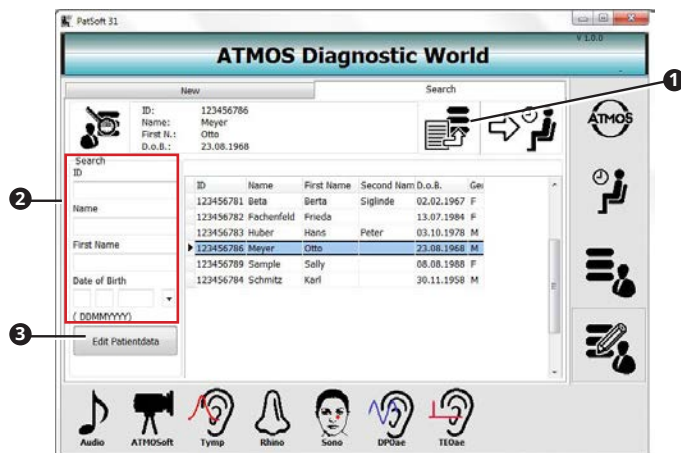 PatSoft 31
V 1.0.0
ATMOS Diagnostic World
New Search
ID: 123456786
Name: Meyer
First N.: Otto
D.o.B.: 23.08.1968
ATMOS
1
2
3
Search
ID
Name
First Name
Date of Birth
( DDMMYYYY)
Edit Patientdata
ID Name First Name Second Nam D.o.B. Gei
123456781 Beta Berta Siglinde 02.02.1967 F
123456782 Fachenfeld Frieda 13.07.1984 F
123456783 Huber Hans Peter 03.10.1978 M
123456786 Meyer Otto 23.08.1968 M
123456789 Sample Sally 08.08.1988 F
123456784 Schmitz Karl 30.11.1958 M
Audio ATMOSoft Tymp Rhino Sono DPOae TEOae